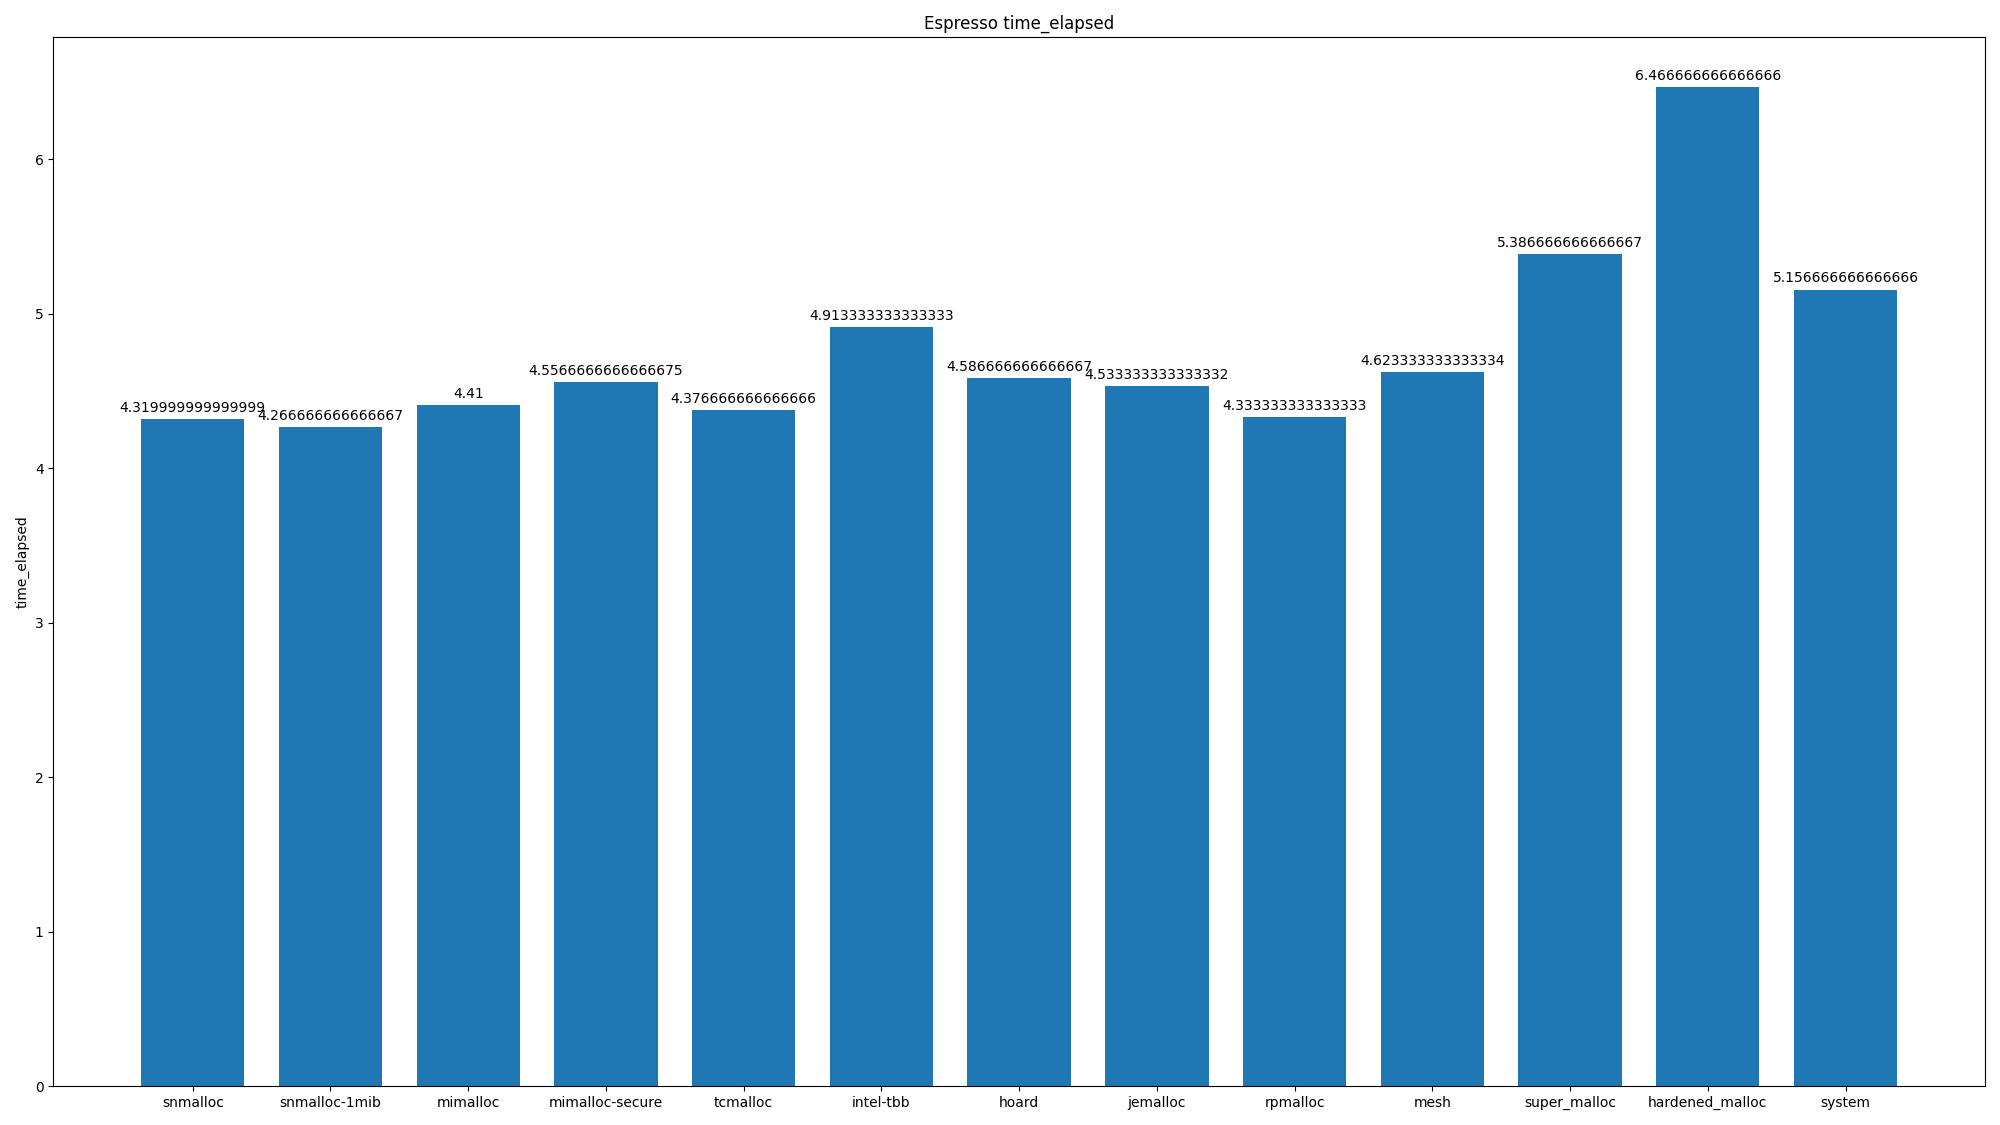 Espresso time_elapsed
time_elapsed
6
5
4
3
2
1
0
4.319999999999999
4.266666666666667
4.41
4.5566666666666675
4.376666666666666
4.913333333333333
4.586666666666667
4.533333333333332
4.333333333333333
4.623333333333334
5.386666666666667
6.466666666666666
5.156666666666666
snmalloc
snmalloc-1mib
mimalloc
mimalloc-secure
tcmalloc
intel-tbb
hoard
jemalloc
rpmalloc
mesh
super_malloc
hardened_malloc
system